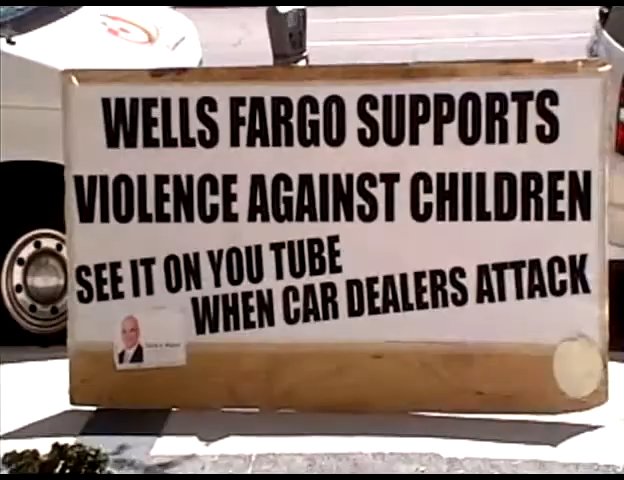 WELLS FARGO SUPPORTS
VIOLENCE AGAINST CHILDREN
SEE IT ON YOU TUBE
WHEN CAR DEALERS ATTACK